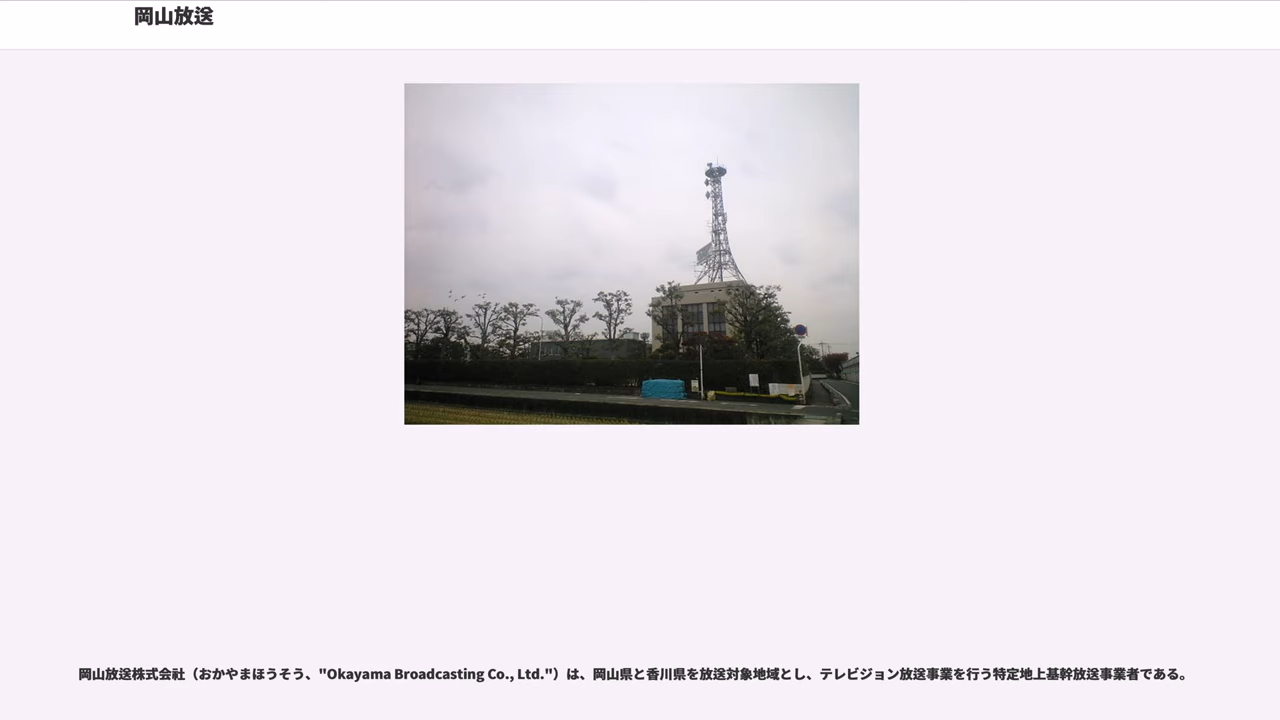 岡山放送
岡山放送株式会社（おかやまほうそう、"Okayama Broadcasting Co., Ltd."）は、岡山県と香川県を放送対象地域とし、テレビジョン放送事業を行う特定地上基幹放送事業者である。